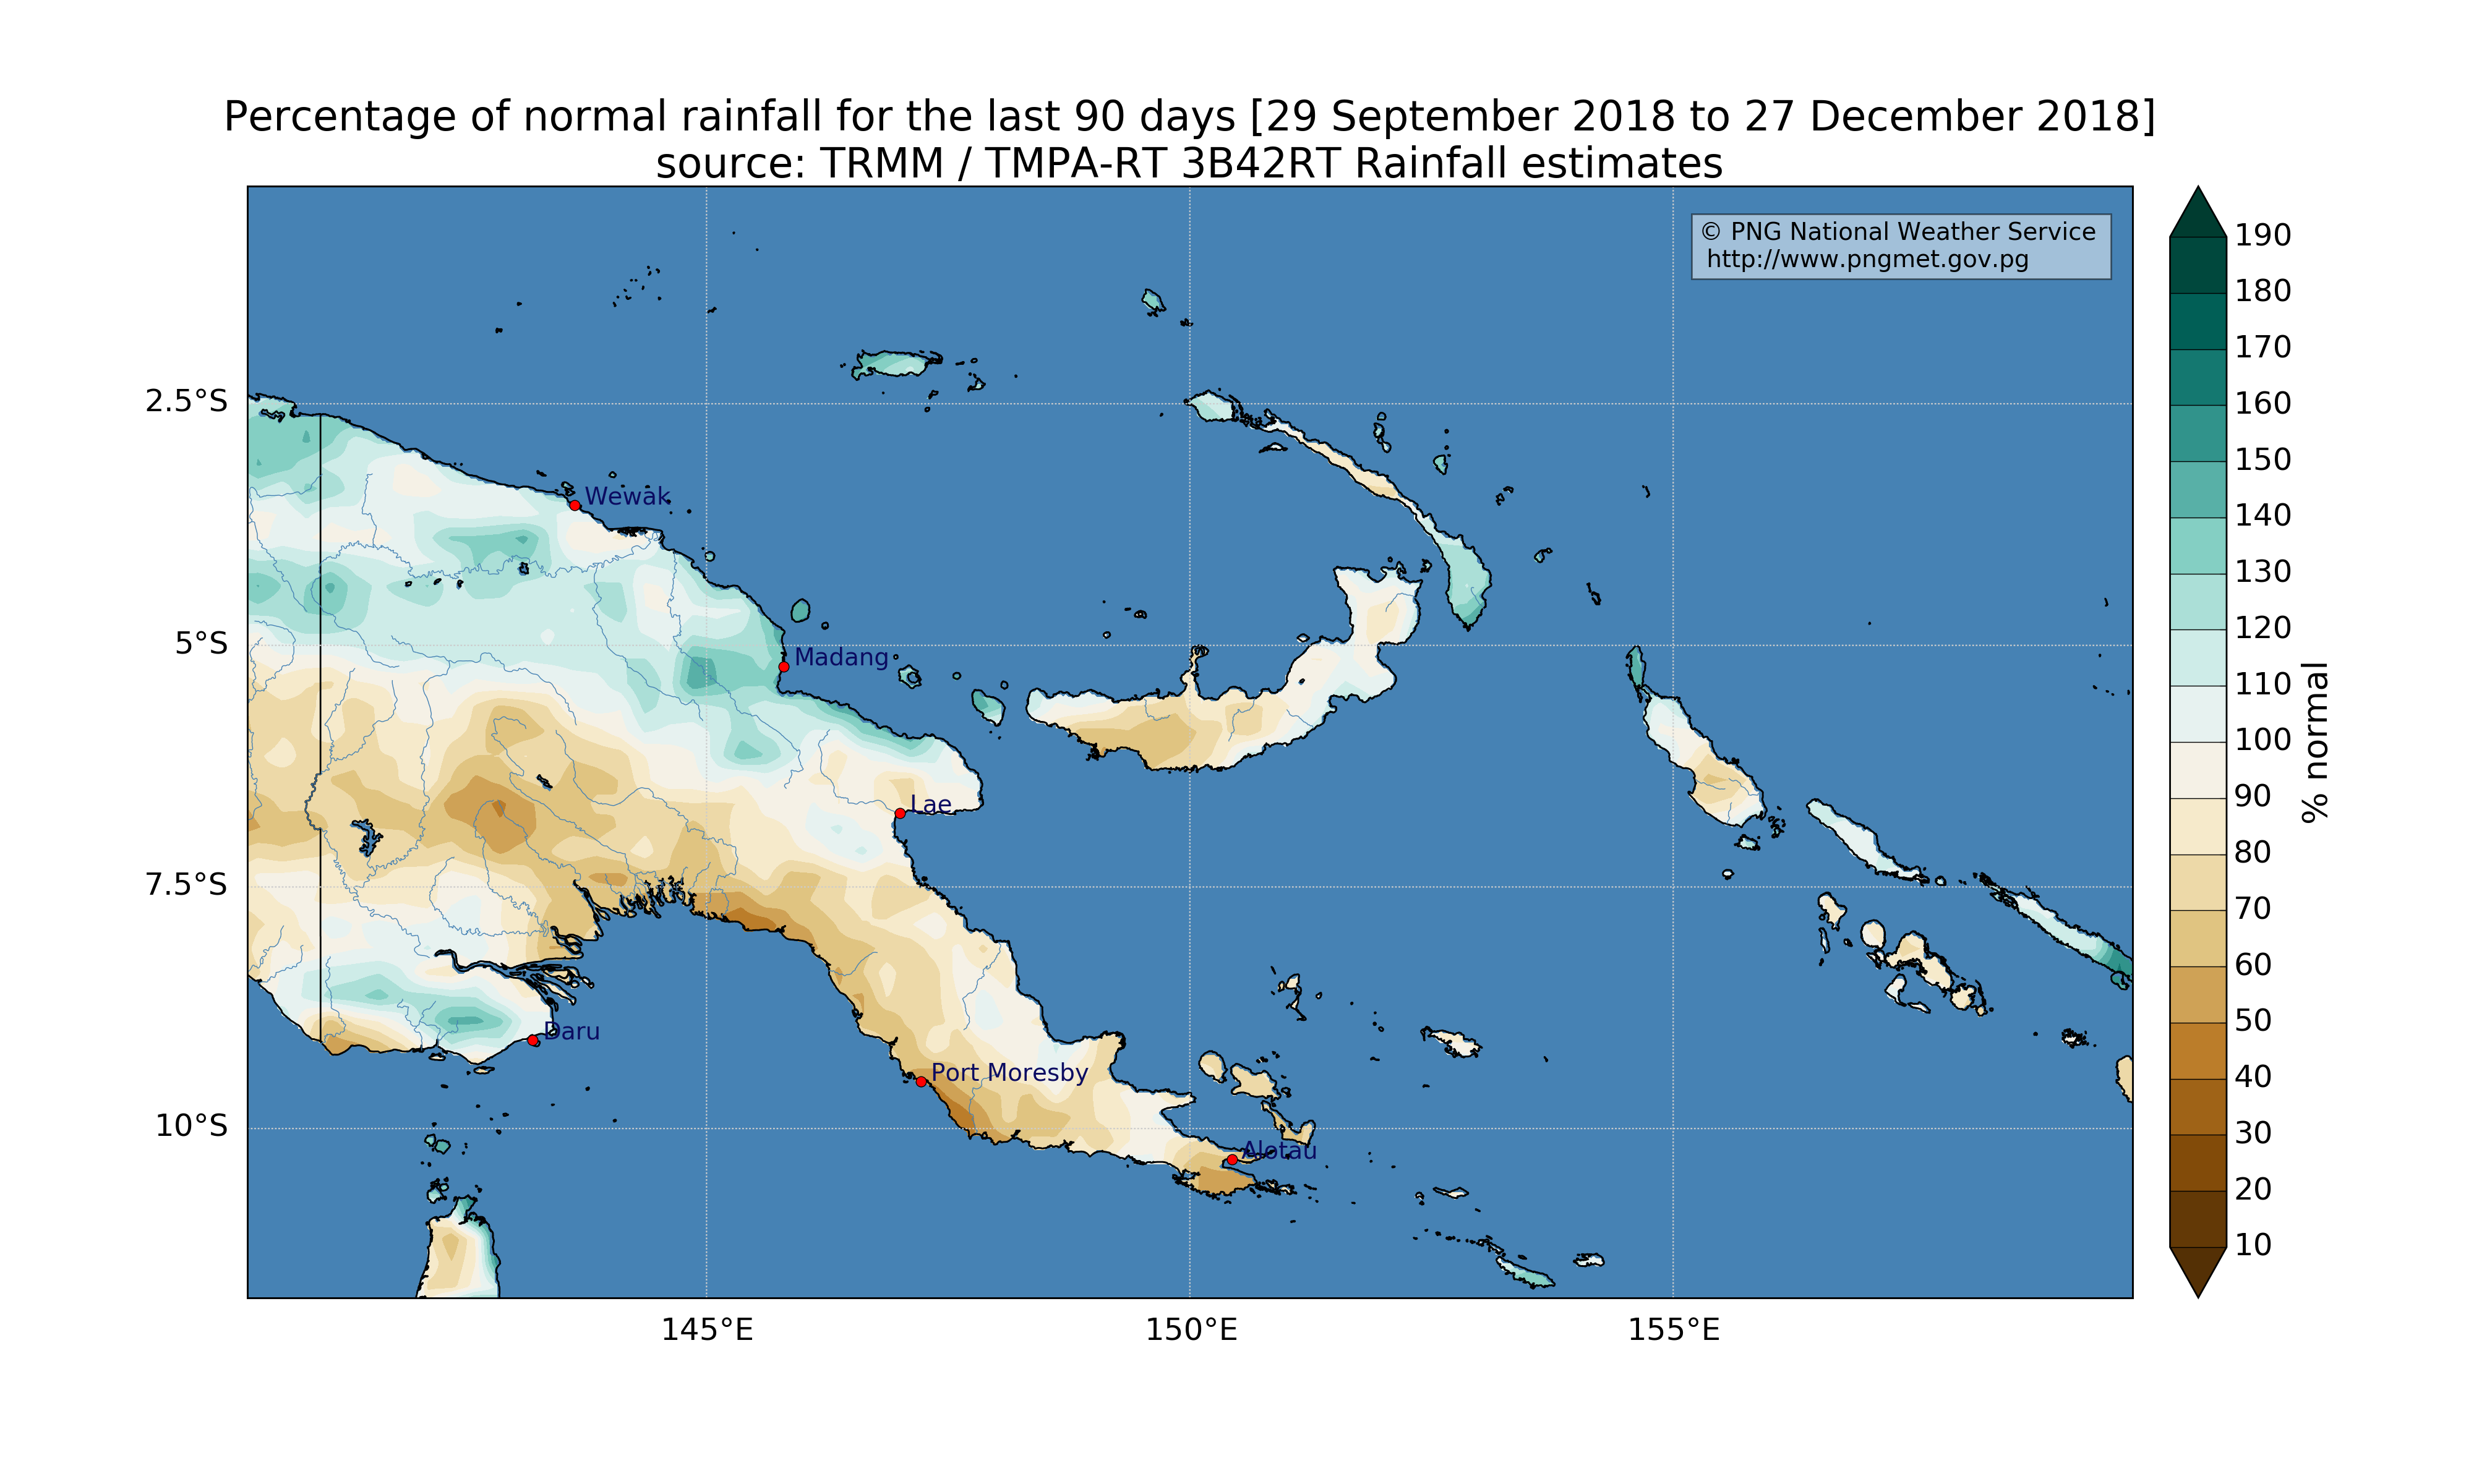 Percentage of normal rainfall for the last 90 days [29 September 2018 to 27 December 2018]
source: TRMM / TMPA-RT 3B42RT Rainfall estimates
© PNG National Weather Service
http://www.pngmet.gov.pg
2.5°S
5°S
7.5°S
10°S
145°E
150°E
155°E
Wewak
Madang
Lae
Daru
Port Moresby
Alotau
190
180
170
160
150
140
130
120
110
100
90
80
70
60
50
40
30
20
10
% normal